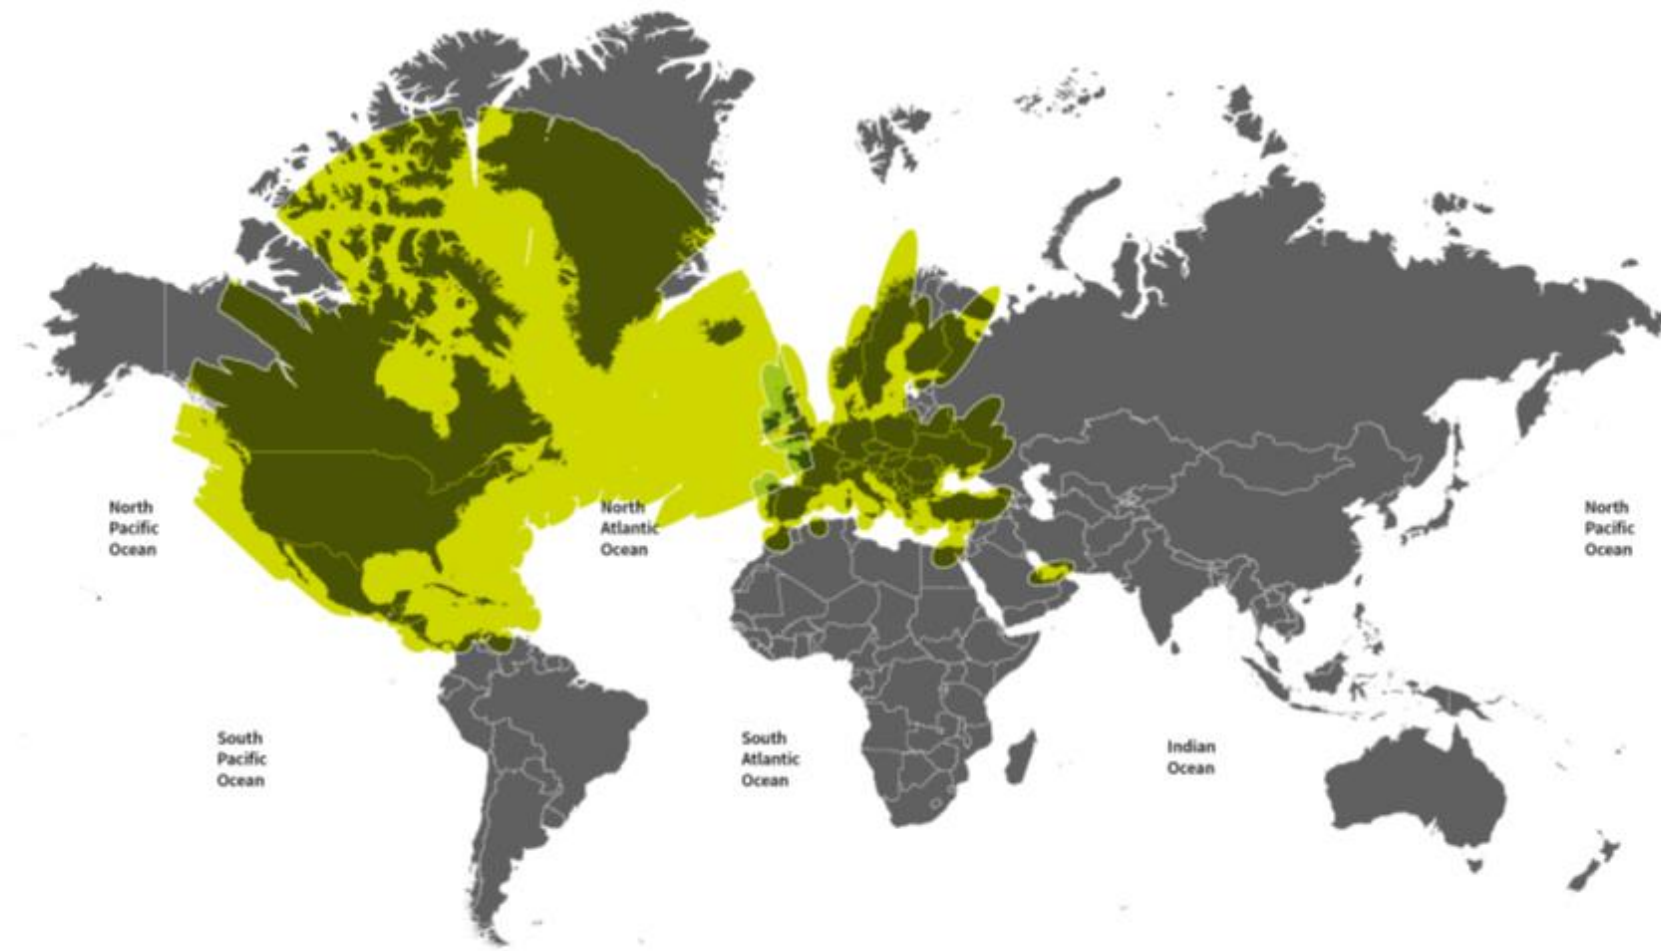 North
Pacific
Ocean
North
Atlantic
Ocean
North
Pacific
Ocean
South
Pacific
Ocean
South
Atlantic
Ocean
Indian
Ocean